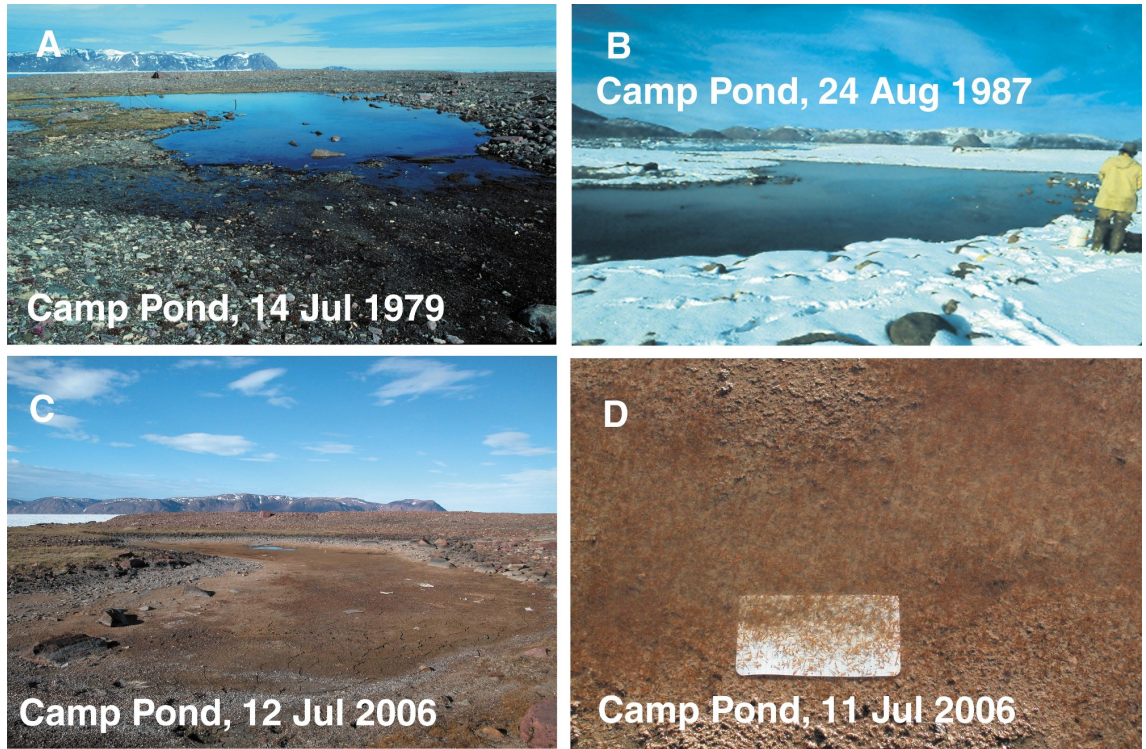 A
Camp Pond, 14 Jul 1979
B
Camp Pond, 24 Aug 1987
C
Camp Pond, 12 Jul 2006
D
Camp Pond, 11 Jul 2006